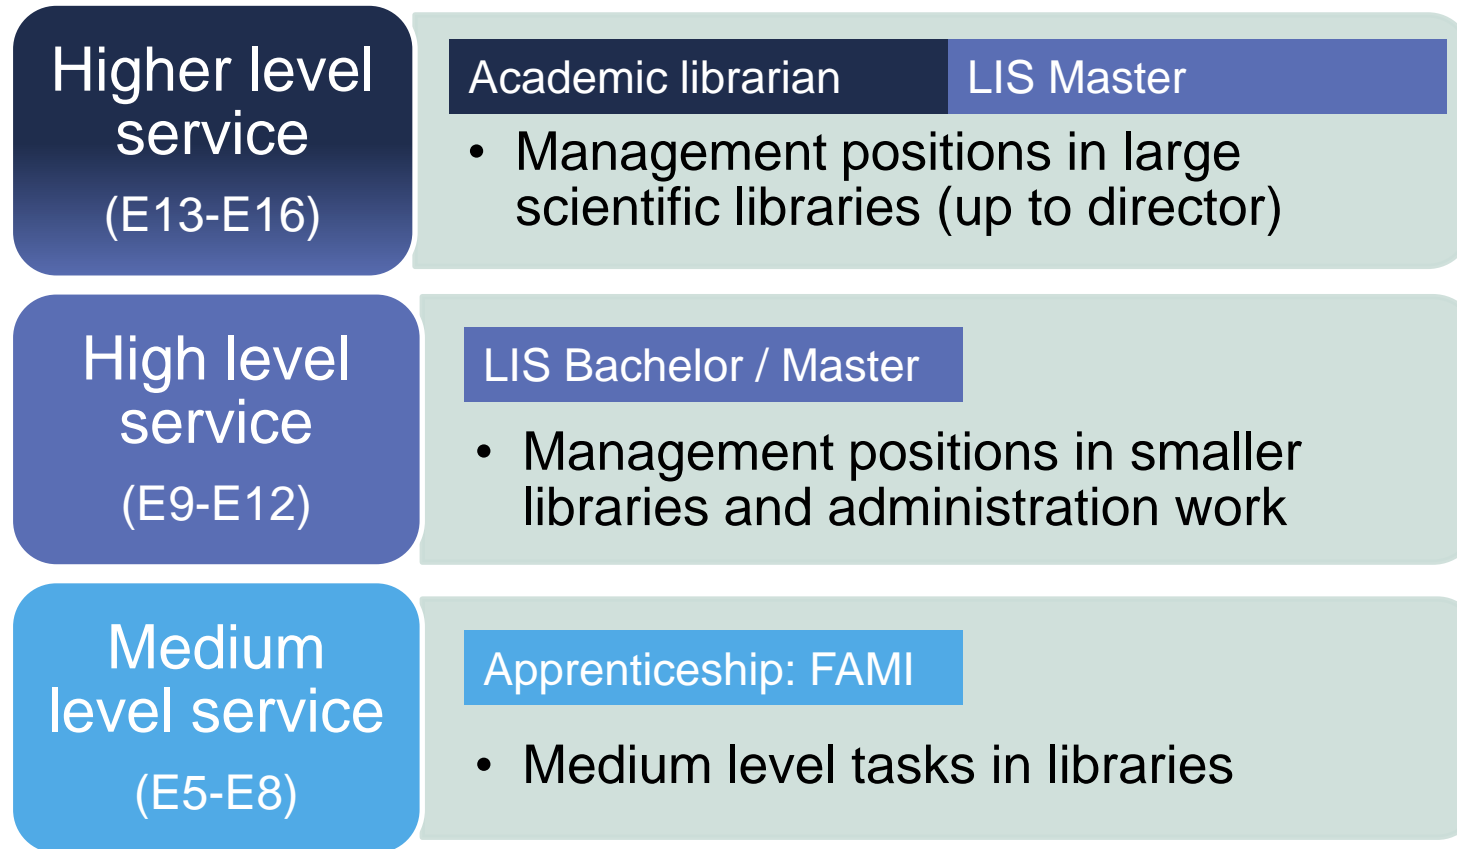 Higher level
service
(E13-E16)
Academic librarian
LIS Master
• Management positions in large
scientific libraries (up to director)
High level
service
(E9-E12)
LIS Bachelor / Master
• Management positions in smaller
libraries and administration work
Medium
level service
(E5-E8)
Apprenticeship: FAMI
• Medium level tasks in libraries